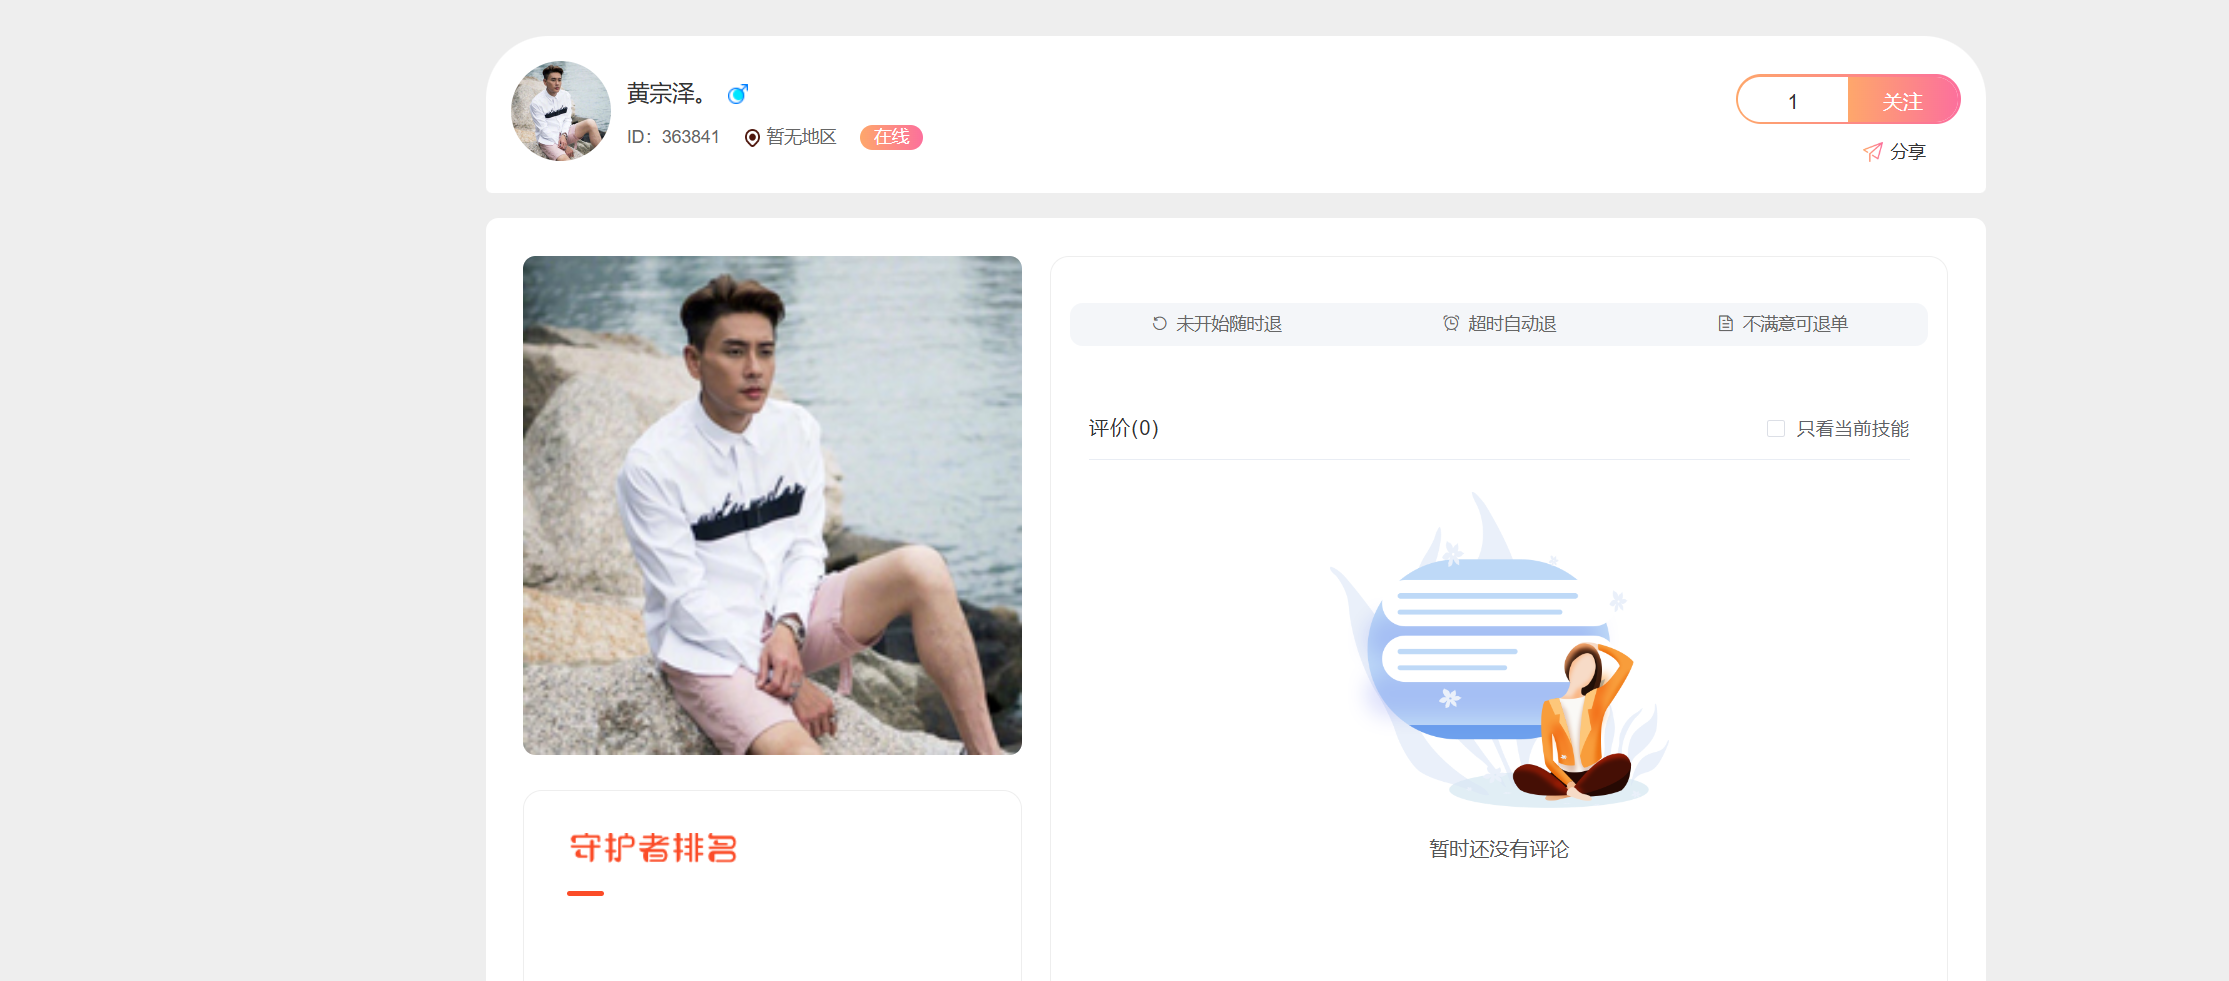 黄宗泽。
ID：363841 暂无地区 在线
1 关注
分享
未开始随时退 超时自动退 不满意可退单
评价(0) 只看当前技能
暂时还没有评论
守护者排名